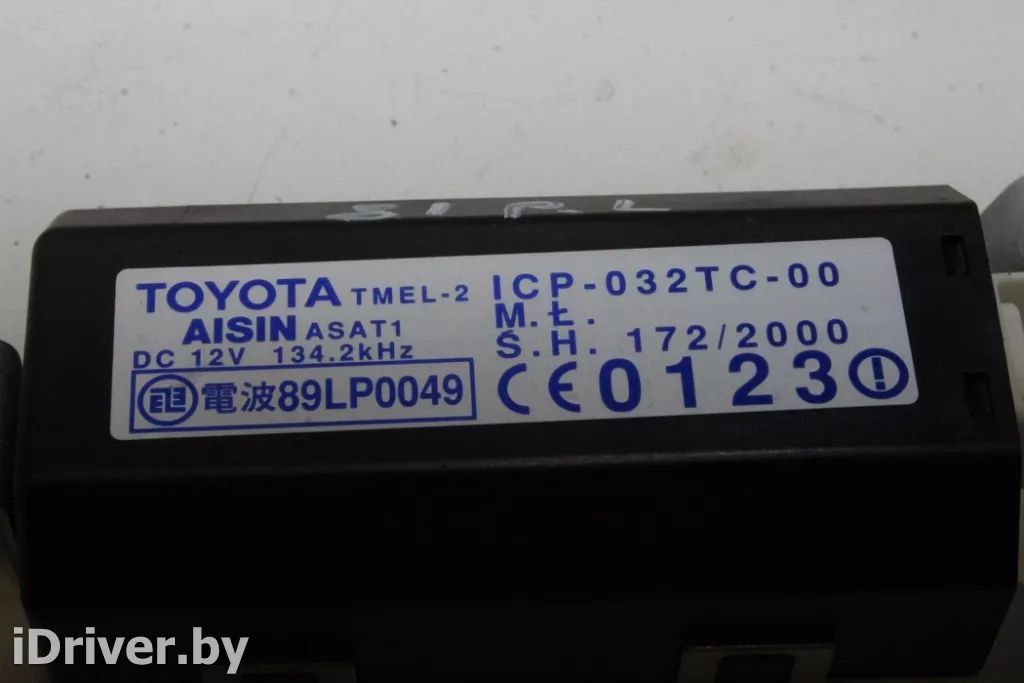 TOYOTA TMEL-2
AISIN ASAT1
DC 12V 134.2kHz
電波89LP0049
ICP-032TC-00
M.Ł.
Ś.H. 172/2000
CE0123
iDriver.by